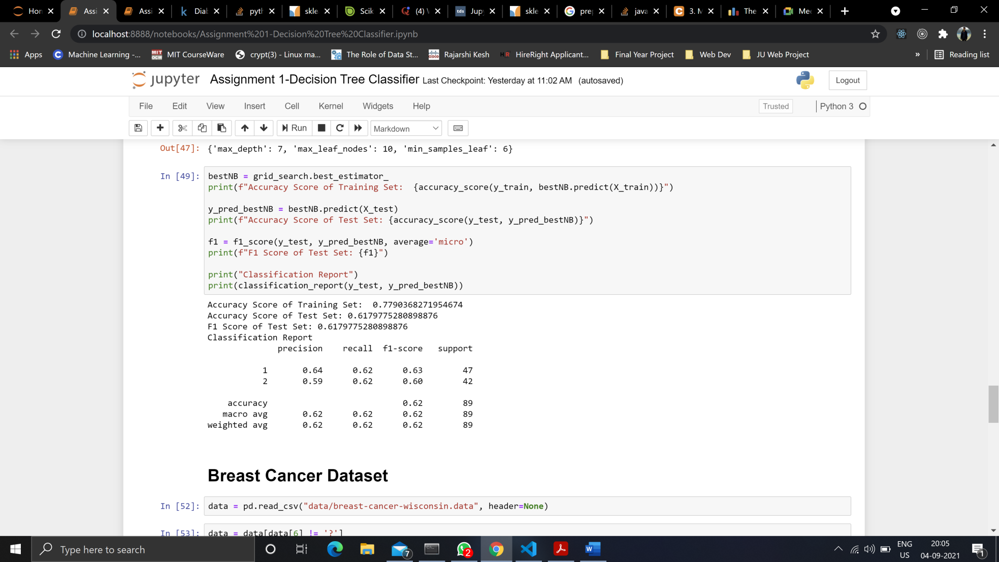 Hon
Assi
Assi
Dial
pyth
skle
Scik
(4) V
tds
Jup
skle
prep
java
3. M
The
Mee
localhost:8888/notebooks/Assignment%201-Decision%20Tree%20Classifier.ipynb
Apps
Machine Learning -...
MIT OCW
MIT CourseWare
crypt(3) - Linux ma...
The Role of Data St...
cisco
Rajarshi Kesh
HR
HireRight Applicant...
Final Year Project
Web Dev
JU Web Project
»
Reading list
jupyter
Assignment 1-Decision Tree Classifier Last Checkpoint: Yesterday at 11:02 AM (autosaved)
Logout
File Edit View Insert Cell Kernel Widgets Help
Trusted
Python 3
Run
Markdown
Out[47]: {'max_depth': 7, 'max_leaf_nodes': 10, 'min_samples_leaf': 6}
In [49]: bestNB = grid_search.best_estimator_
print(f"Accuracy Score of Training Set:  {accuracy_score(y_train, bestNB.predict(X_train))}")
y_pred_bestNB = bestNB.predict(X_test)
print(f"Accuracy Score of Test Set: {accuracy_score(y_test, y_pred_bestNB)}")
f1 = f1_score(y_test, y_pred_bestNB, average='micro')
print(f"F1 Score of Test Set: {f1}")
print("Classification Report")
print(classification_report(y_test, y_pred_bestNB))
Accuracy Score of Training Set:  0.7790368271954674
Accuracy Score of Test Set: 0.6179775280898876
F1 Score of Test Set: 0.6179775280898876
Classification Report
precision recall f1-score support
1 0.64 0.62 0.63 47
2 0.59 0.62 0.60 42
accuracy 0.62 89
macro avg 0.62 0.62 0.62 89
weighted avg 0.62 0.62 0.62 89
Breast Cancer Dataset
In [52]: data = pd.read_csv("data/breast-cancer-wisconsin.data", header=None)
In [53]: data = data[data[6] != '?']
Type here to search
7
2
ENG
US
20:05
04-09-2021
1